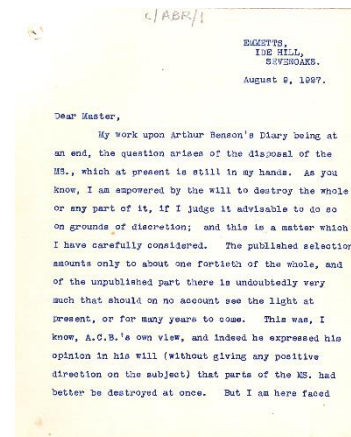 C/ABR/1
EMMETTS,
IDE HILL,
SEVENOAKS.
August 9, 1927.
Dear Master,
My work upon Arthur Benson's Diary being at
an end, the question arises of the disposal of the
MS., which at present is still in my hands. As you
know, I am empowered by the will to destroy the whole
or any part of it, if I judge it advisable to do so
on grounds of discretion; and this is a matter which
I have carefully considered. The published selection
amounts only to about one fortieth of the whole, and
of the unpublished part there is undoubtedly very
much that should on no account see the light at
present, or for many years to come. This was, I
know, A.C.B.'s own view, and indeed he expressed his
opinion in his will (without giving any positive
direction on the subject) that parts of the MS. had
better be destroyed at once. But I am here faced